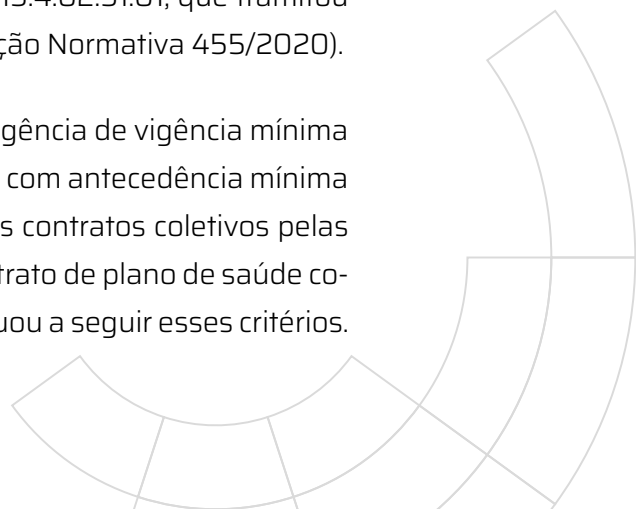 que tramitou
ção Normativa 455/2020).
gência de vigência mínima
com antecedência mínima
s contratos coletivos pelas
trato de plano de saúde co-
uou a seguir esses critérios.